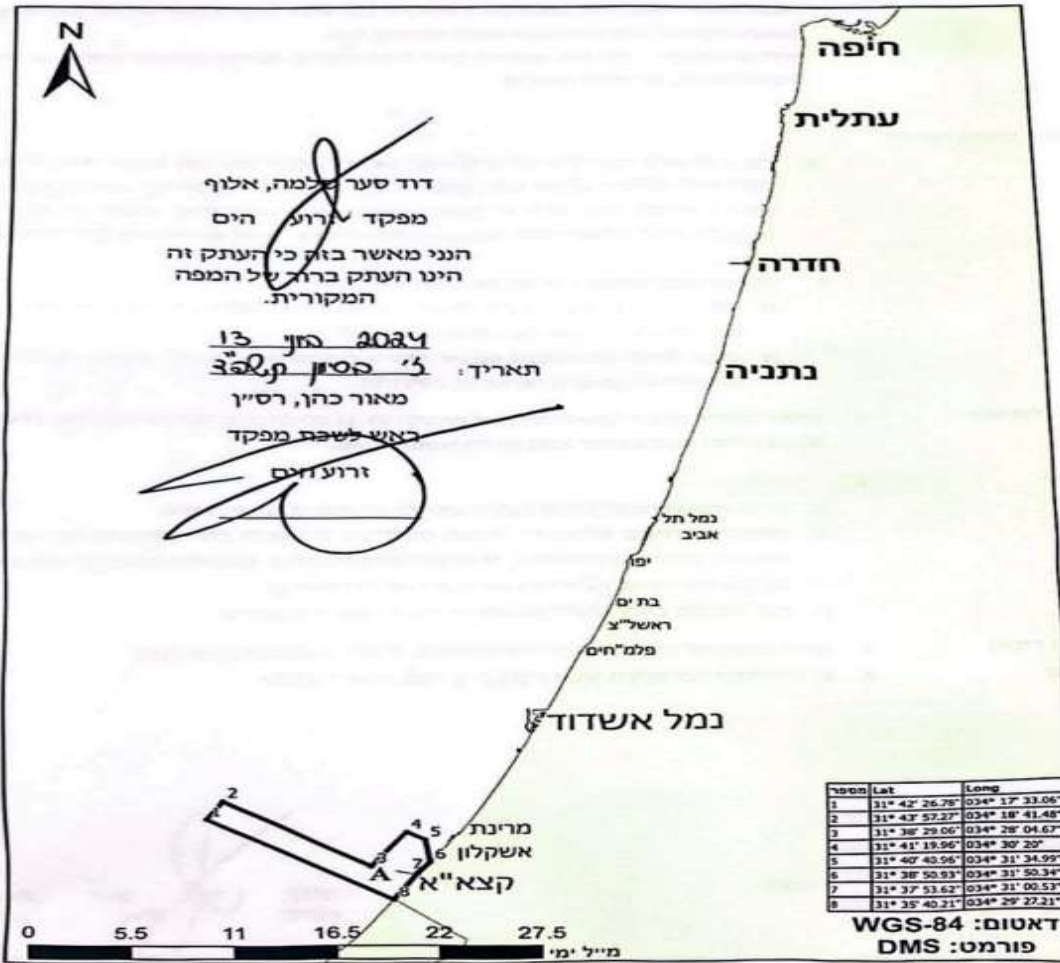 N
חיפה
עתלית
דוד סער סלמה, אלוף
מפקד זרוע הים
הנני מאשר בזה כי העתק זה
הינו העתק ברור של המפה
המקורית.
13 יוני 2024
תאריך: ז' בסיון תשפ"ד
מאור כהן, רס"ן
ראש לשכת מפקד
זרוע הים
חדרה
נתניה
נמל תל
אביב
יפו
בת ים
ראשל"צ
פלמ"חים
נמל אשדוד
מרינת
אשקלון
קצא"א
2
1
4
5
3
6
7
A
8
0 5.5 11 16.5 22 27.5
מייל ימי
מספר Lat Long
1 31° 42' 26.78" 034° 17' 33.06"
2 31° 43' 57.27" 034° 18' 41.48"
3 31° 38' 29.06" 034° 28' 04.67"
4 31° 41' 19.96" 034° 30' 20"
5 31° 40' 40.96" 034° 31' 34.99"
6 31° 38' 50.93" 034° 31' 50.34"
7 31° 37' 53.62" 034° 31' 00.53"
8 31° 35' 40.21" 034° 29' 27.21"
דאטום: WGS-84
פורמט: DMS